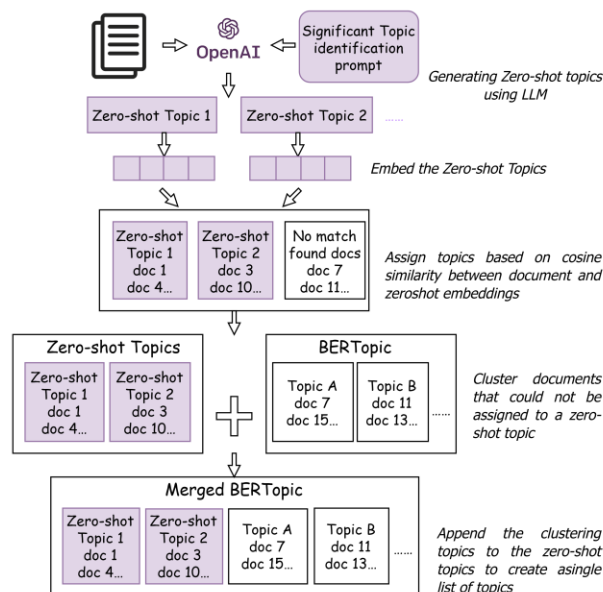 OpenAI
Significant Topic
identification
prompt
Generating Zero-shot topics
using LLM
Zero-shot Topic 1
Zero-shot Topic 2
......
Embed the Zero-shot Topics
Zero-shot
Topic 1
doc 1
doc 4...
Zero-shot
Topic 2
doc 3
doc 10...
No match
found docs
doc 7
doc 11...
Assign topics based on cosine
similarity between document and
zeroshot embeddings
Zero-shot Topics
Zero-shot
Topic 1
doc 1
doc 4...
Zero-shot
Topic 2
doc 3
doc 10...
BERTopic
Topic A
doc 7
doc 15...
Topic B
doc 11
doc 13...
......
Cluster documents
that could not be
assigned to a zero-
shot topic
Merged BERTopic
Zero-shot
Topic 1
doc 1
doc 4...
Zero-shot
Topic 2
doc 3
doc 10...
Topic A
doc 7
doc 15...
Topic B
doc 11
doc 13...
......
Append the clustering
topics to the zero-shot
topics to create asingle
list of topics